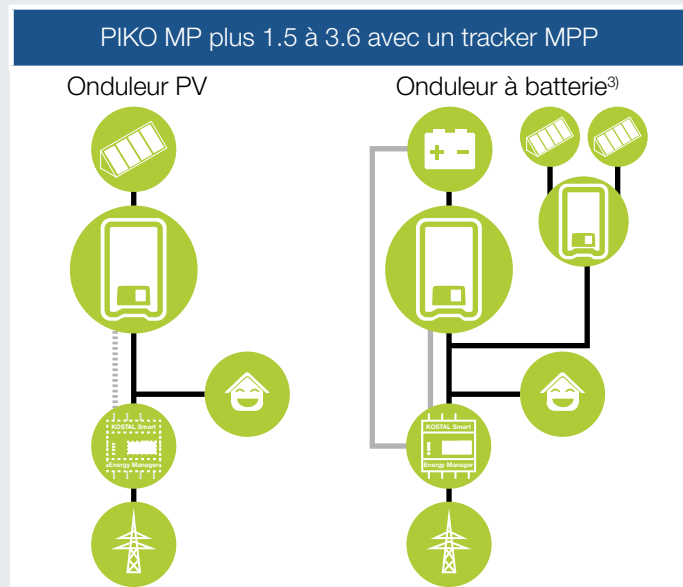 PIKO MP plus 1.5 à 3.6 avec un tracker MPP
Onduleur PV
Onduleur à batterie³⁾
KOSTAL Smart
Energy Manager
KOSTAL Smart
Energy Manager